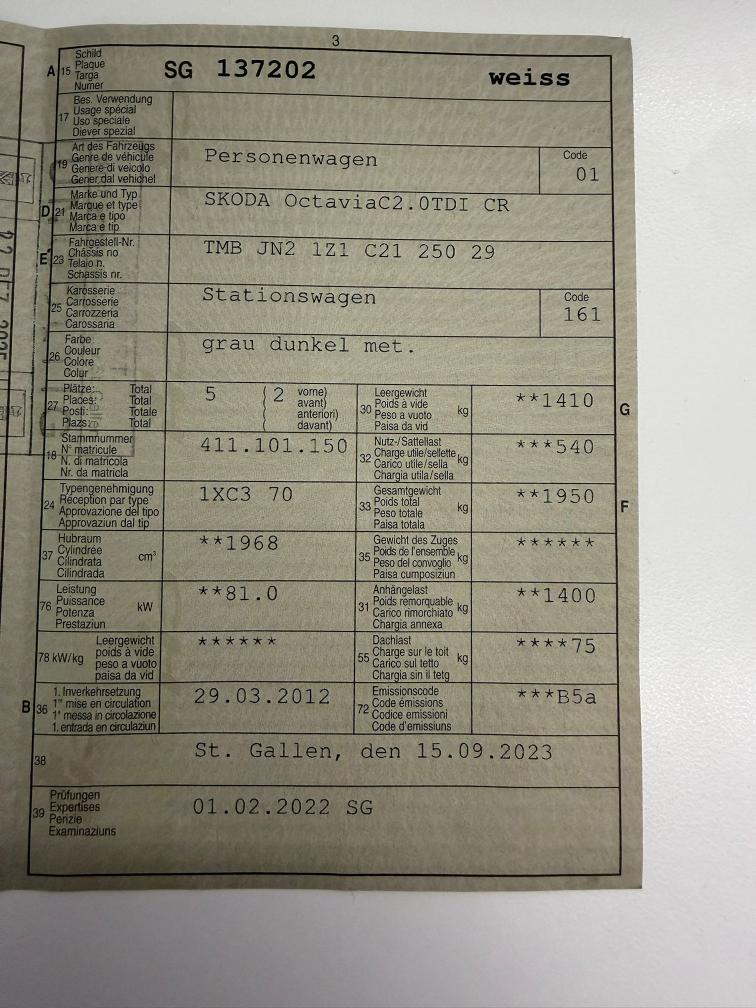 3
A 15 Schild
Plaque
Targa
Numer
SG 137202 weiss
17 Bes. Verwendung
Usage spécial
Uso speciale
Diever spezial
19 Art des Fahrzeugs
Genre de véhicule
Genere di veicolo
Gener dal vehichel
Personenwagen
Code
01
D 21 Marke und Typ
Marque et type
Marca e tipo
Marca e tip
SKODA OctaviaC2.0TDI CR
E 23 Fahrgestell-Nr.
Châssis no
Telaio n.
Schassis nr.
TMB JN2 1Z1 C21 250 29
25 Karosserie
Carrosserie
Carrozzeria
Carossaria
Stationswagen
Code
161
26 Farbe
Couleur
Colore
Colur
grau dunkel met.
27 Plätze: Total
Places: Total
Posti: Totale
Plazs: Total
5 2 vorne)
avant)
anteriori)
davant)
30 Leergewicht
Poids à vide
Peso a vuoto
Paisa da vid
kg
**1410
G
18 Stammnummer
N° matricule
N. di matricola
Nr. da matricla
411.101.150
32 Nutz-/Sattellast
Charge utile/sellette
Carico utile/sella
Chargia utila/sella
kg
***540
24 Typengenehmigung
Réception par type
Approvazione del tipo
Approvaziun dal tip
1XC3 70
33 Gesamtgewicht
Poids total
Peso totale
Paisa totala
kg
**1950
F
37 Hubraum
Cylindrée
Cilindrata
Cilindrada
cm³
**1968
35 Gewicht des Zuges
Poids de l'ensemble
Peso del convoglio
Paisa cumposiziun
kg
******
76 Leistung
Puissance
Potenza
Prestaziun
kW
**81.0
31 Anhängelast
Poids remorquable
Carico rimorchiato
Chargia annexa
kg
**1400
78 kW/kg Leergewicht
poids à vide
peso a vuoto
paisa da vid
******
55 Dachlast
Charge sur le toit
Carico sul tetto
Chargia sin il tetg
kg
****75
B 36 1. Inverkehrsetzung
1re mise en circulation
1a messa in circolazione
1. entrada en circulaziun
29.03.2012
72 Emissionscode
Code émissions
Codice emissioni
Code d'emissiuns
***B5a
38
St. Gallen, den 15.09.2023
39 Prüfungen
Expertises
Perizie
Examinaziuns
01.02.2022 SG